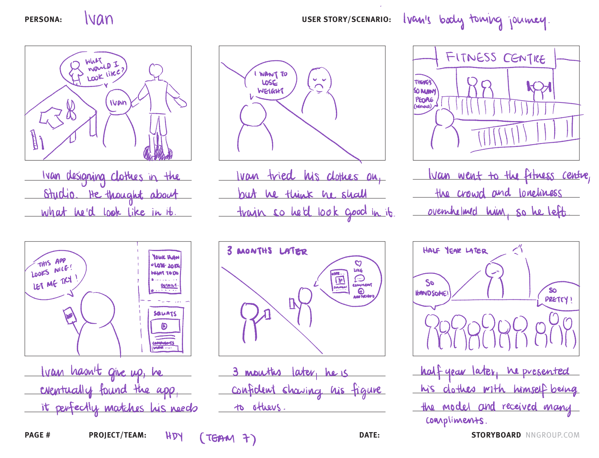 PERSONA: Ivan
USER STORY/SCENARIO: Ivan's body toning journey.
WHAT
WOULD I
LOOK LIKE?
IVAN
I WANT TO
LOSE
WEIGHT
FITNESS CENTRE
THERE'S
SO MANY
PEOPLE
Ivan designing clothes in the
studio. He thought about
what he'd look like in it.
Ivan tried his clothes on,
but he think he shall
train so he'd look good in it.
Ivan went to the fitness centre,
the crowd and loneliness
overwhelmed him, so he left
THIS APP
LOOKS NICE!
LET ME TRY!
YOUR PLAN
SQUATS
3 MONTHS LATER
LIKE
COMMENT
HALF YEAR LATER
SO
HANDSOME!
SO
PRETTY!
Ivan hasn't give up, he
eventually found the app,
it perfectly matches his needs
3 months later, he is
confident showing his figure
to others.
half year later, he presented
his clothes with himself being
the model and received many
compliments.
PAGE #
PROJECT/TEAM: HDY (TEAM 7)
DATE:
STORYBOARD NNGROUP.COM